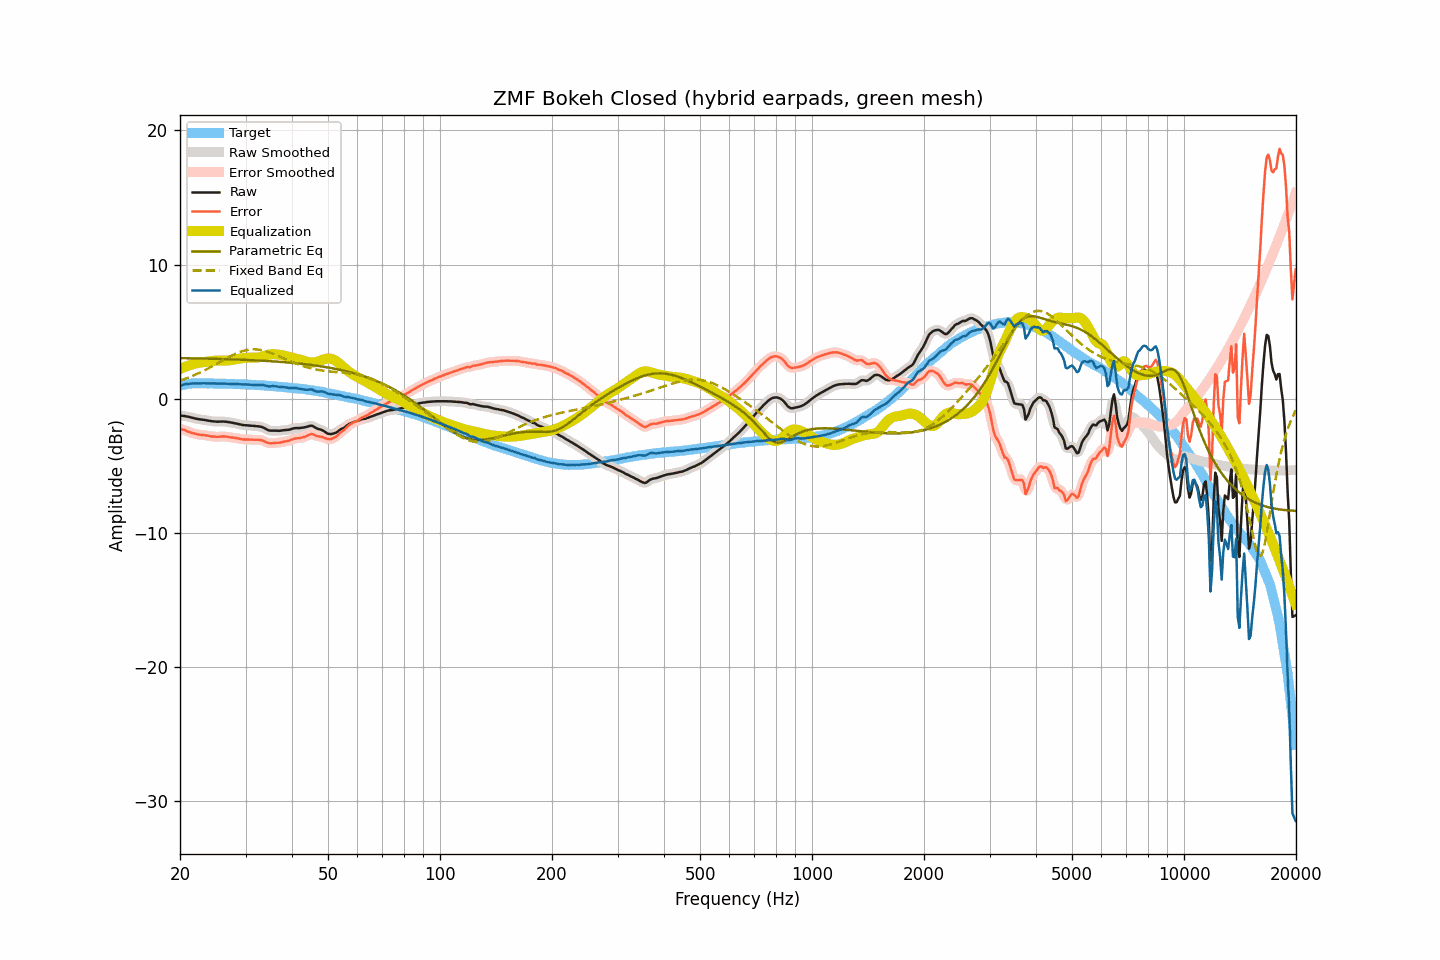 ZMF Bokeh Closed (hybrid earpads, green mesh)
20
10
0
−10
−20
−30
Amplitude (dBr)
Target
Raw Smoothed
Error Smoothed
Raw
Error
Equalization
Parametric Eq
Fixed Band Eq
Equalized
20 50 100 200 500 1000 2000 5000 10000 20000
Frequency (Hz)